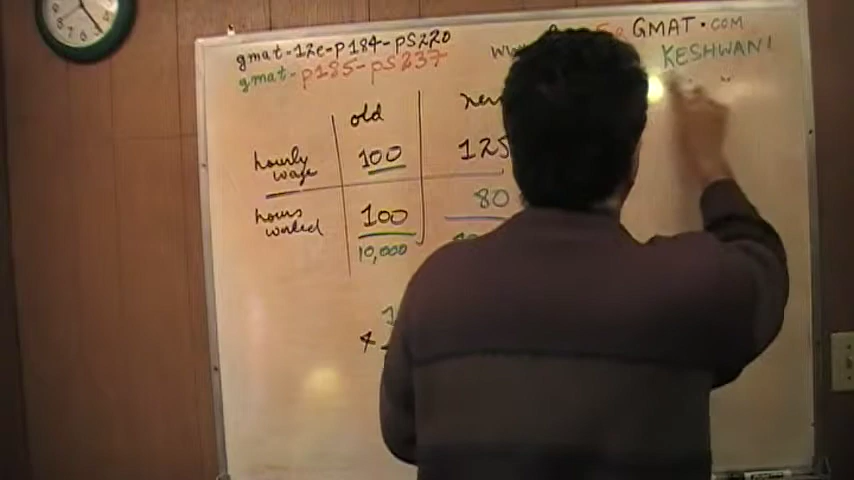 gmat-12e-p184-ps220
gmat-p185-ps237
GMAT.COM
KESHWANI
old
hourly wage 100 125
hours worked 100 80
10,000